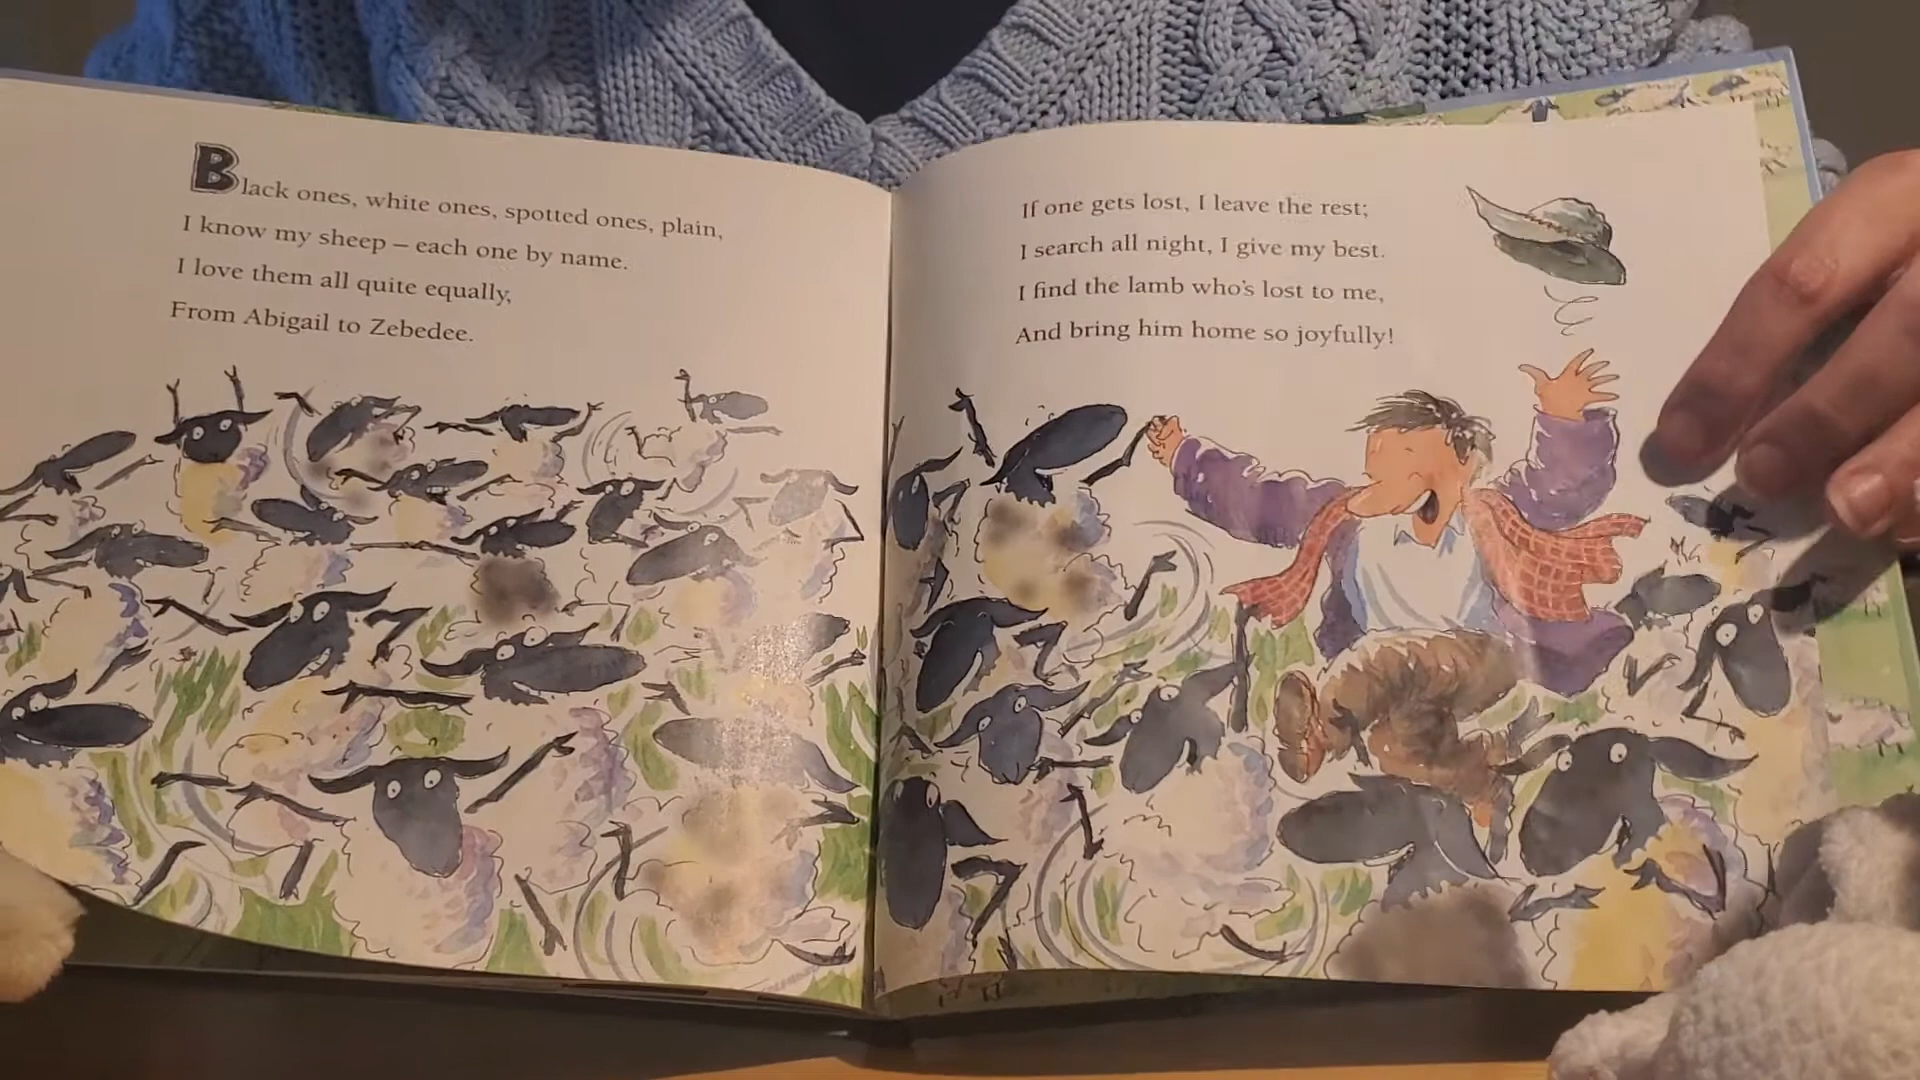 Black ones, white ones, spotted ones, plain,
I know my sheep – each one by name.
I love them all quite equally,
From Abigail to Zebedee.
If one gets lost, I leave the rest;
I search all night, I give my best.
I find the lamb who's lost to me,
And bring him home so joyfully!